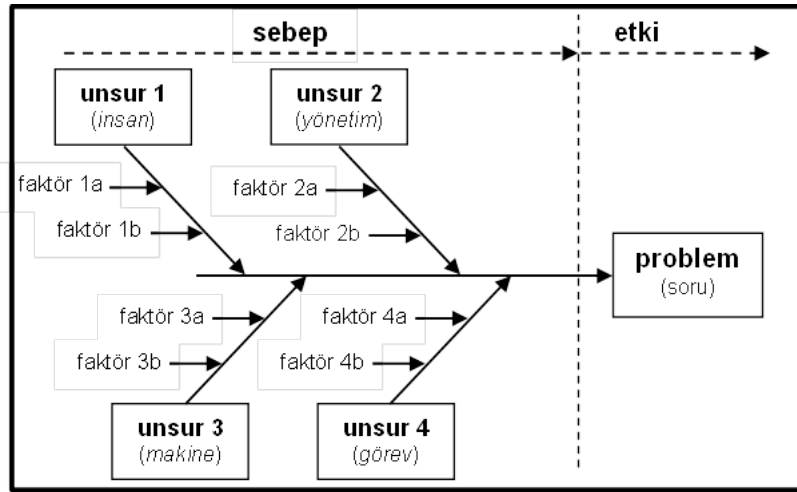 sebep
etki
unsur 1
(insan)
unsur 2
(yönetim)
faktör 1a
faktör 2a
faktör 1b
faktör 2b
problem
(soru)
faktör 3a
faktör 4a
faktör 3b
faktör 4b
unsur 3
(makine)
unsur 4
(görev)